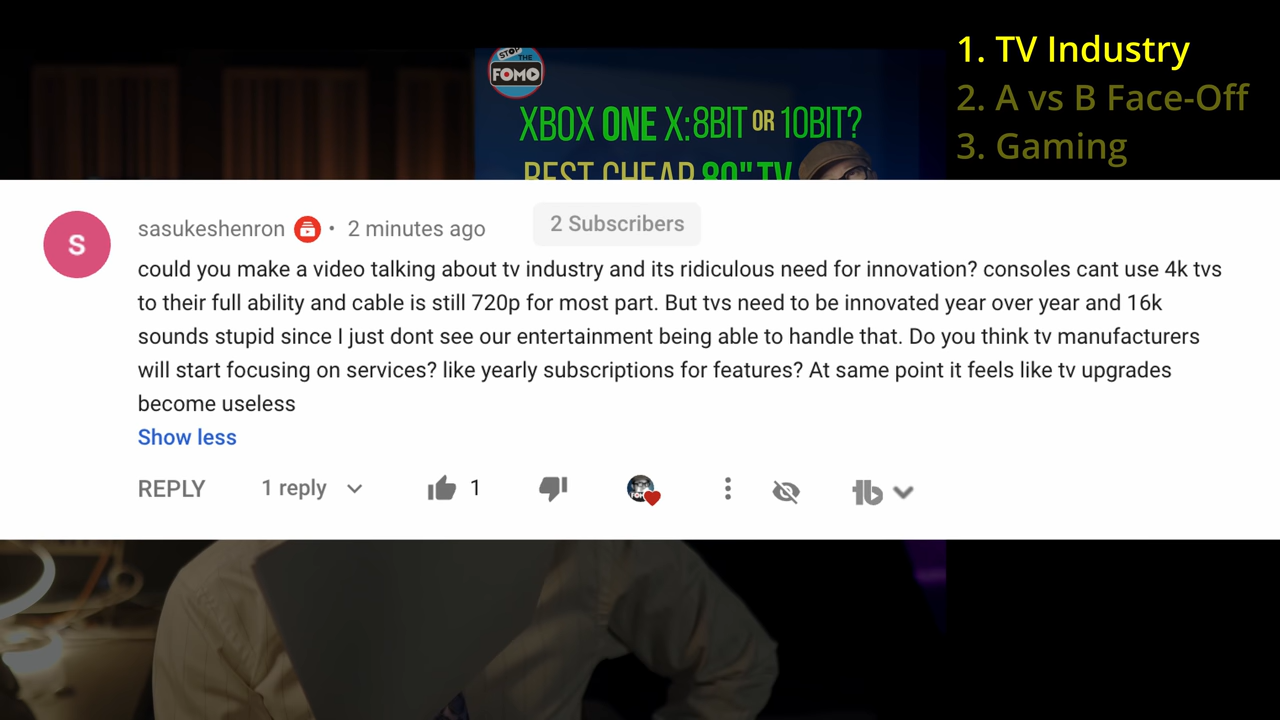 STOP
THE
FOMO
XBOX ONE X: 8BIT OR 10BIT?
BEST CHEAP 80" TV
1. TV Industry
2. A vs B Face-Off
3. Gaming
S
sasukeshenron • 2 minutes ago
2 Subscribers
could you make a video talking about tv industry and its ridiculous need for innovation? consoles cant use 4k tvs
to their full ability and cable is still 720p for most part. But tvs need to be innovated year over year and 16k
sounds stupid since I just dont see our entertainment being able to handle that. Do you think tv manufacturers
will start focusing on services? like yearly subscriptions for features? At same point it feels like tv upgrades
become useless
Show less
REPLY 1 reply 1